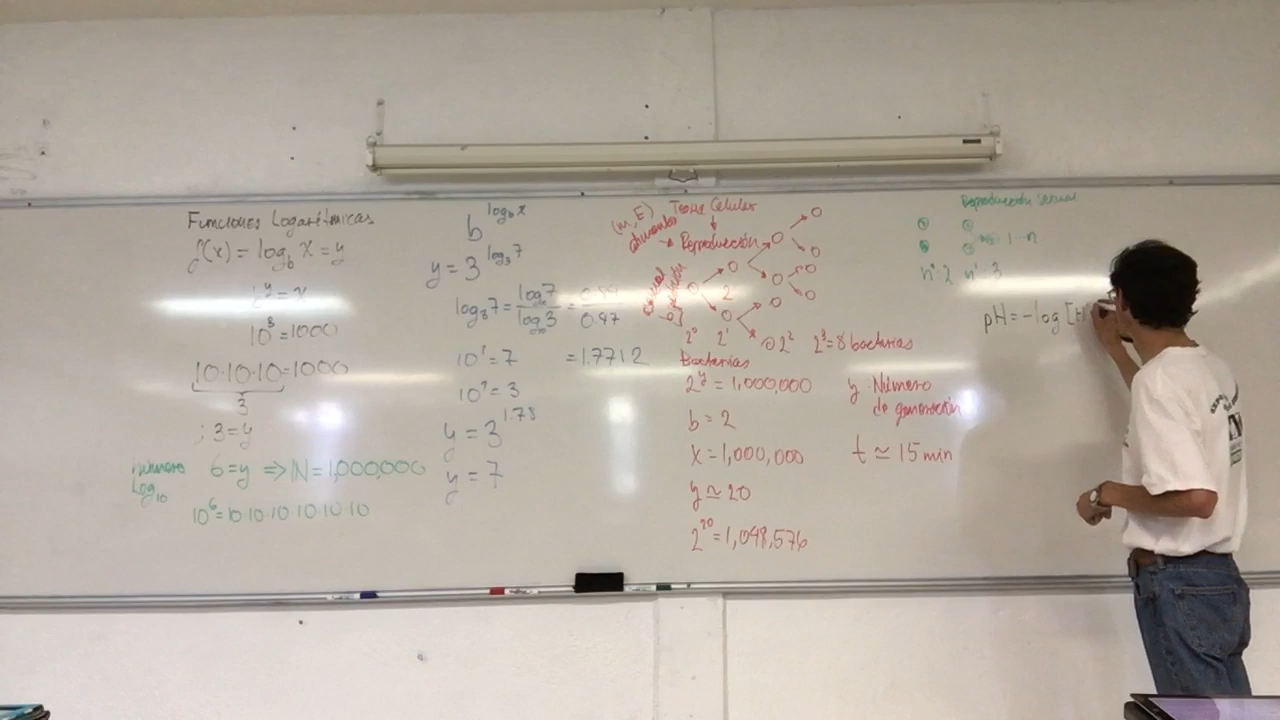 Funciones Logarítmicas
f(x) = log_b x = y
b^y = x
10^3 = 1000
10·10·10 = 1000
3
∴ 3 = y
Número
Log_10
6 = y => N = 1,000,000
10^6 = 10·10·10·10·10·10
b^log_b x
y = 3^log_3 7
log_3 7 = log 7 / log 3 = / 0.47
10^? = 7 = 1.7712
10^? = 3
y = 3^1.78
y = 7
(m, E) Teoría Celular
alimentos → Reproducción
2
2^0 2^1 2^2 2^3 = 8 bacterias
Bacterias
2^y = 1,000,000
b = 2
x = 1,000,000
y ≃ 20
2^20 = 1,048,576
y Número
de generación
t ≃ 15 min
Reproducción Sexual
1 - n
n°: 2 n': 3
pH = -log [H